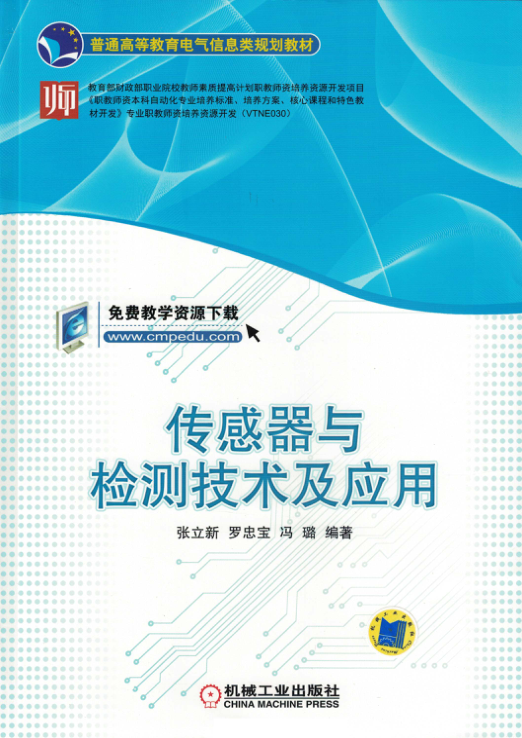 普通高等教育电气信息类规划教材
教育部财政部职业院校教师素质提高计划职教师资培养资源开发项目
《职教师资本科自动化专业培养标准、培养方案、核心课程和特色教
材开发》专业职教师资培养资源开发（VTNE030）
师
免费教学资源下载
www.cmpedu.com
传感器与
检测技术及应用
张立新 罗忠宝 冯 璐 编著
机械工业出版社
CHINA MACHINE PRESS